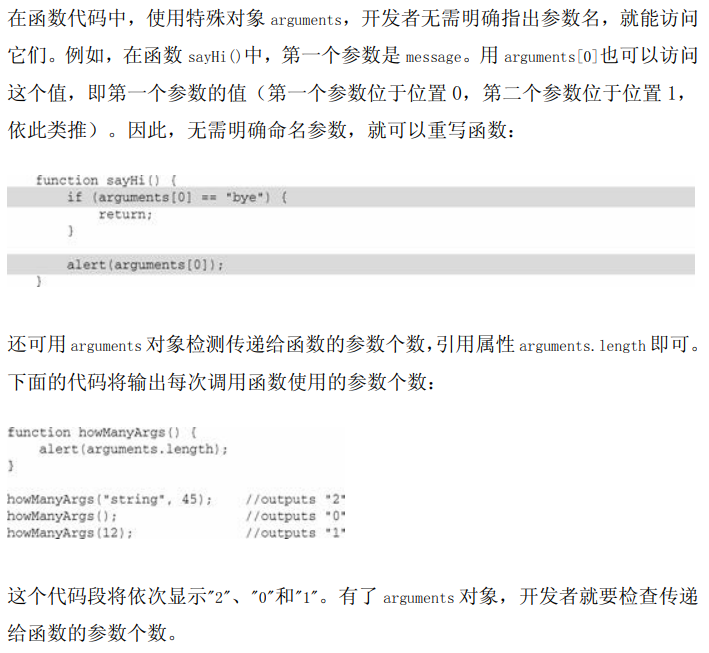 在函数代码中，使用特殊对象 arguments，开发者无需明确指出参数名，就能访问
它们。例如，在函数 sayHi()中，第一个参数是 message。用 arguments[0]也可以访问
这个值，即第一个参数的值（第一个参数位于位置 0，第二个参数位于位置 1，
依此类推）。因此，无需明确命名参数，就可以重写函数：
function sayHi() {
if (arguments[0] == "bye") {
return;
}
alert(arguments[0]);
}
还可用 arguments 对象检测传递给函数的参数个数，引用属性 arguments.length 即可。
下面的代码将输出每次调用函数使用的参数个数：
function howManyArgs() {
alert(arguments.length);
}
howManyArgs("string", 45); //outputs "2"
howManyArgs(); //outputs "0"
howManyArgs(12); //outputs "1"
这个代码段将依次显示"2"、"0"和"1"。有了 arguments 对象，开发者就要检查传递
给函数的参数个数。